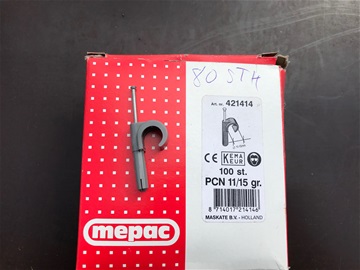 80 ST4
Art. nr. 421414
CE KEMA KEUR
100 st.
PCN 11/15 gr.
8 714017 214146
MASKATE B.V. - HOLLAND
mepac